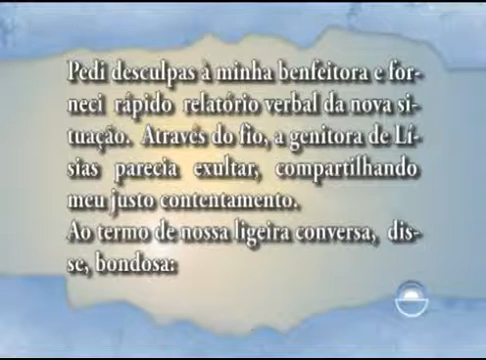 Pedi desculpas à minha benfeitora e for-
neci rápido relatório verbal da nova si-
tuação. Através do fio, a genitora de Lí-
sias parecia exultar, compartilhando
meu justo contentamento.
Ao termo de nossa ligeira conversa, dis-
se, bondosa: